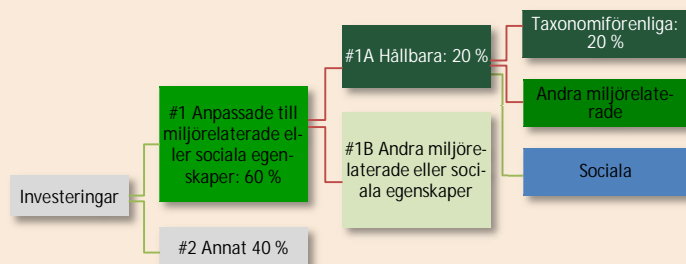 Investeringar
#1 Anpassade till
miljörelaterade el-
ler sociala egen-
skaper: 60 %
#2 Annat 40 %
#1A Hållbara: 20 %
#1B Andra miljöre-
laterade eller soci-
ala egenskaper
Taxonomiförenliga:
20 %
Andra miljörelate-
rade
Sociala